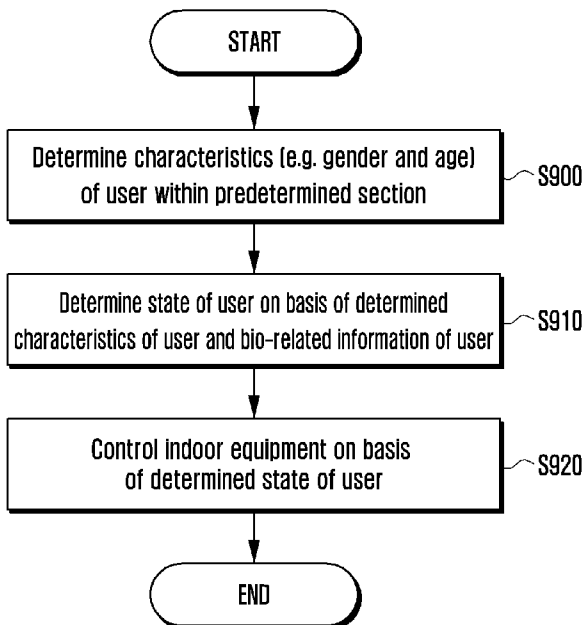 START
Determine characteristics (e.g. gender and age)
of user within predetermined section
S900
Determine state of user on basis of determined
characteristics of user and bio-related information of user
S910
Control indoor equipment on basis
of determined state of user
S920
END